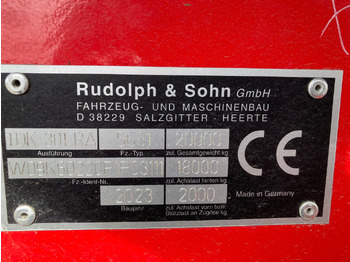 Rudolph & Sohn GmbH
FAHRZEUG- UND MASCHINENBAU
D 38229 SALZGITTER - HEERTE
20000
Ausführung Fz.-Typ. zul. Gesamtgewicht kg
18000
Fz.-Ident-Nr. zul. Achslast hinten kg
2023 2000
Baujahr zul. Achslast vorn bzw. Stützlast an Zugöse kg
CE
Made in Germany